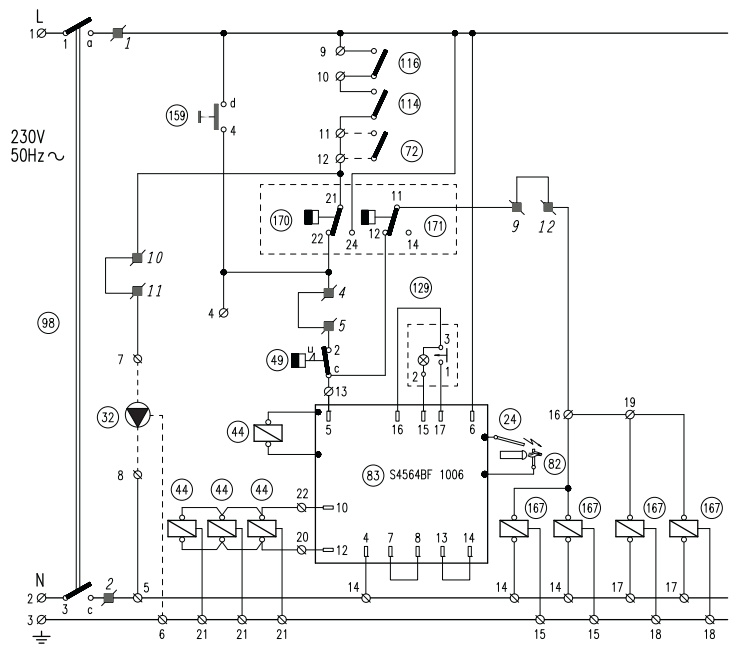 L
1 1 a 1
9
116
10
d
114
159
4
11
230V
50Hz
72
12
21 11
170 171
22 24 12 14
9 12
10
129
4
11
4
98
5
3
u 2
49
7
c
2 1
13
19
16
32
24
44
5 16 15 17 6
82
83 S4564BF 1006
8
44 44 44 22
10
167 167 167 167
20
12 4 7 8 13 14
N 2
14 14 14 17 17
2 3 c 5
3
6 21 21 21 15 15 18 18